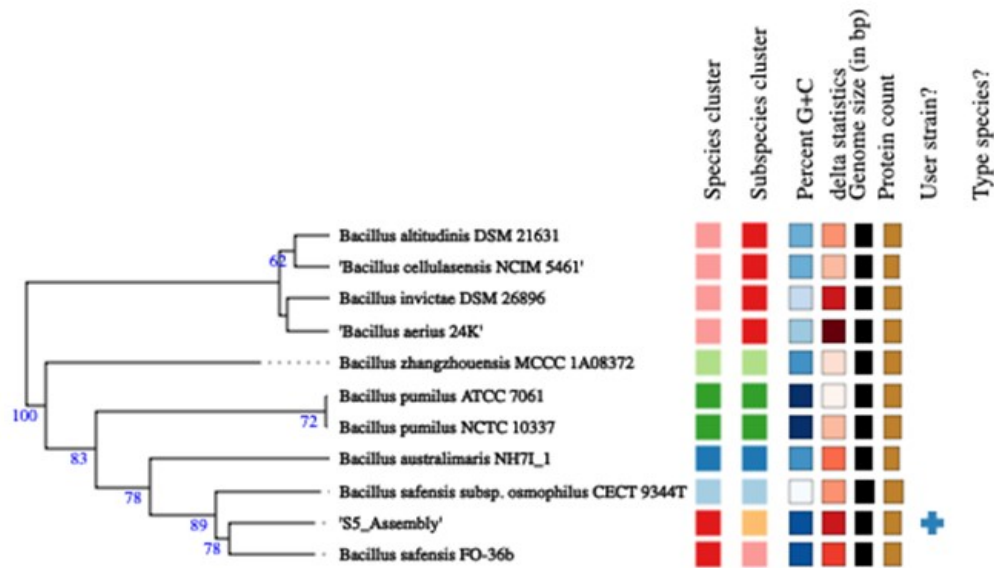 Species cluster
Subspecies cluster
Percent G+C
delta statistics
Genome size (in bp)
Protein count
User strain?
Type species?
Bacillus altitudinis DSM 21631
62
'Bacillus cellulasensis NCIM 5461'
Bacillus invictae DSM 26896
'Bacillus aerius 24K'
Bacillus zhangzhouensis MCCC 1A08372
100
Bacillus pumilus ATCC 7061
72
Bacillus pumilus NCTC 10337
83
Bacillus australimaris NH7I_1
78
Bacillus safensis subsp. osmophilus CECT 9344T
89
'S5_Assembly'
78
Bacillus safensis FO-36b